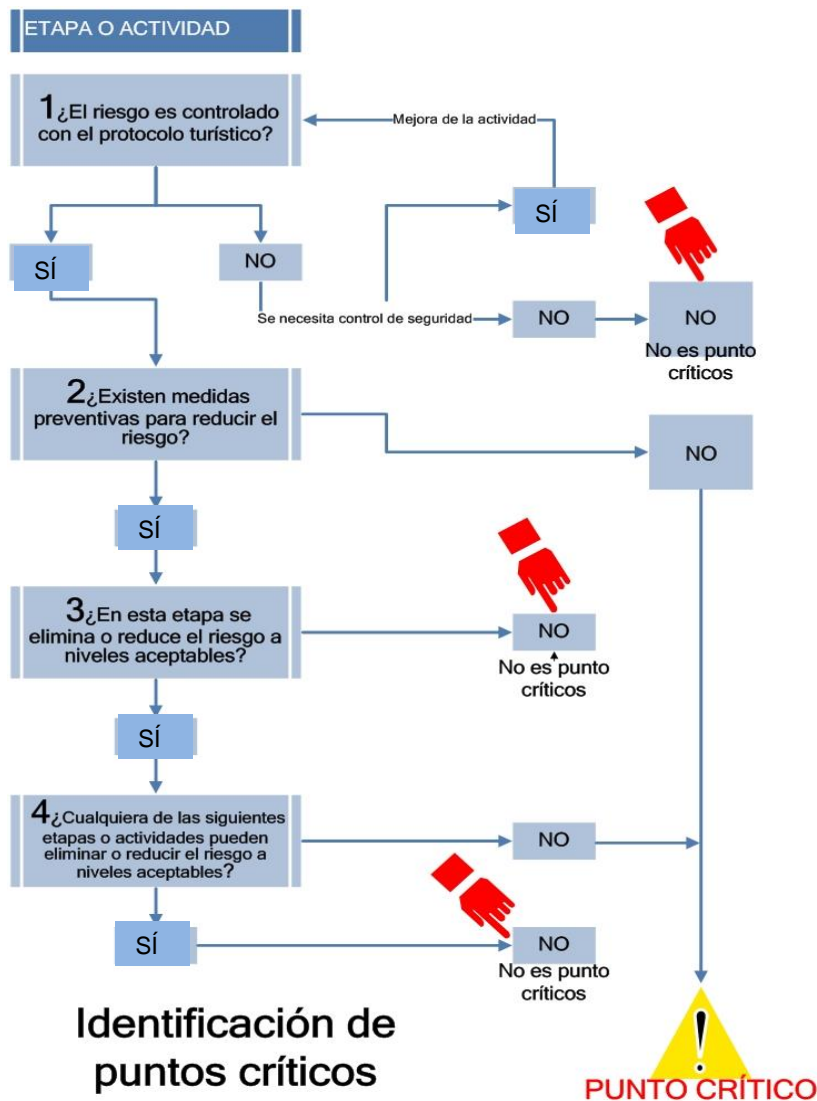 ETAPA O ACTIVIDAD
1¿El riesgo es controlado
con el protocolo turístico?
Mejora de la actividad
SÍ
SÍ
NO
Se necesita control de seguridad
NO
NO
No es punto
críticos
2¿Existen medidas
preventivas para reducir el
riesgo?
NO
SÍ
3¿En esta etapa se
elimina o reduce el riesgo a
niveles aceptables?
NO
No es punto
críticos
SÍ
4¿Cualquiera de las siguientes
etapas o actividades pueden
eliminar o reducir el riesgo a
niveles aceptables?
NO
SÍ
NO
No es punto
críticos
Identificación de
puntos críticos
!
PUNTO CRÍTICO